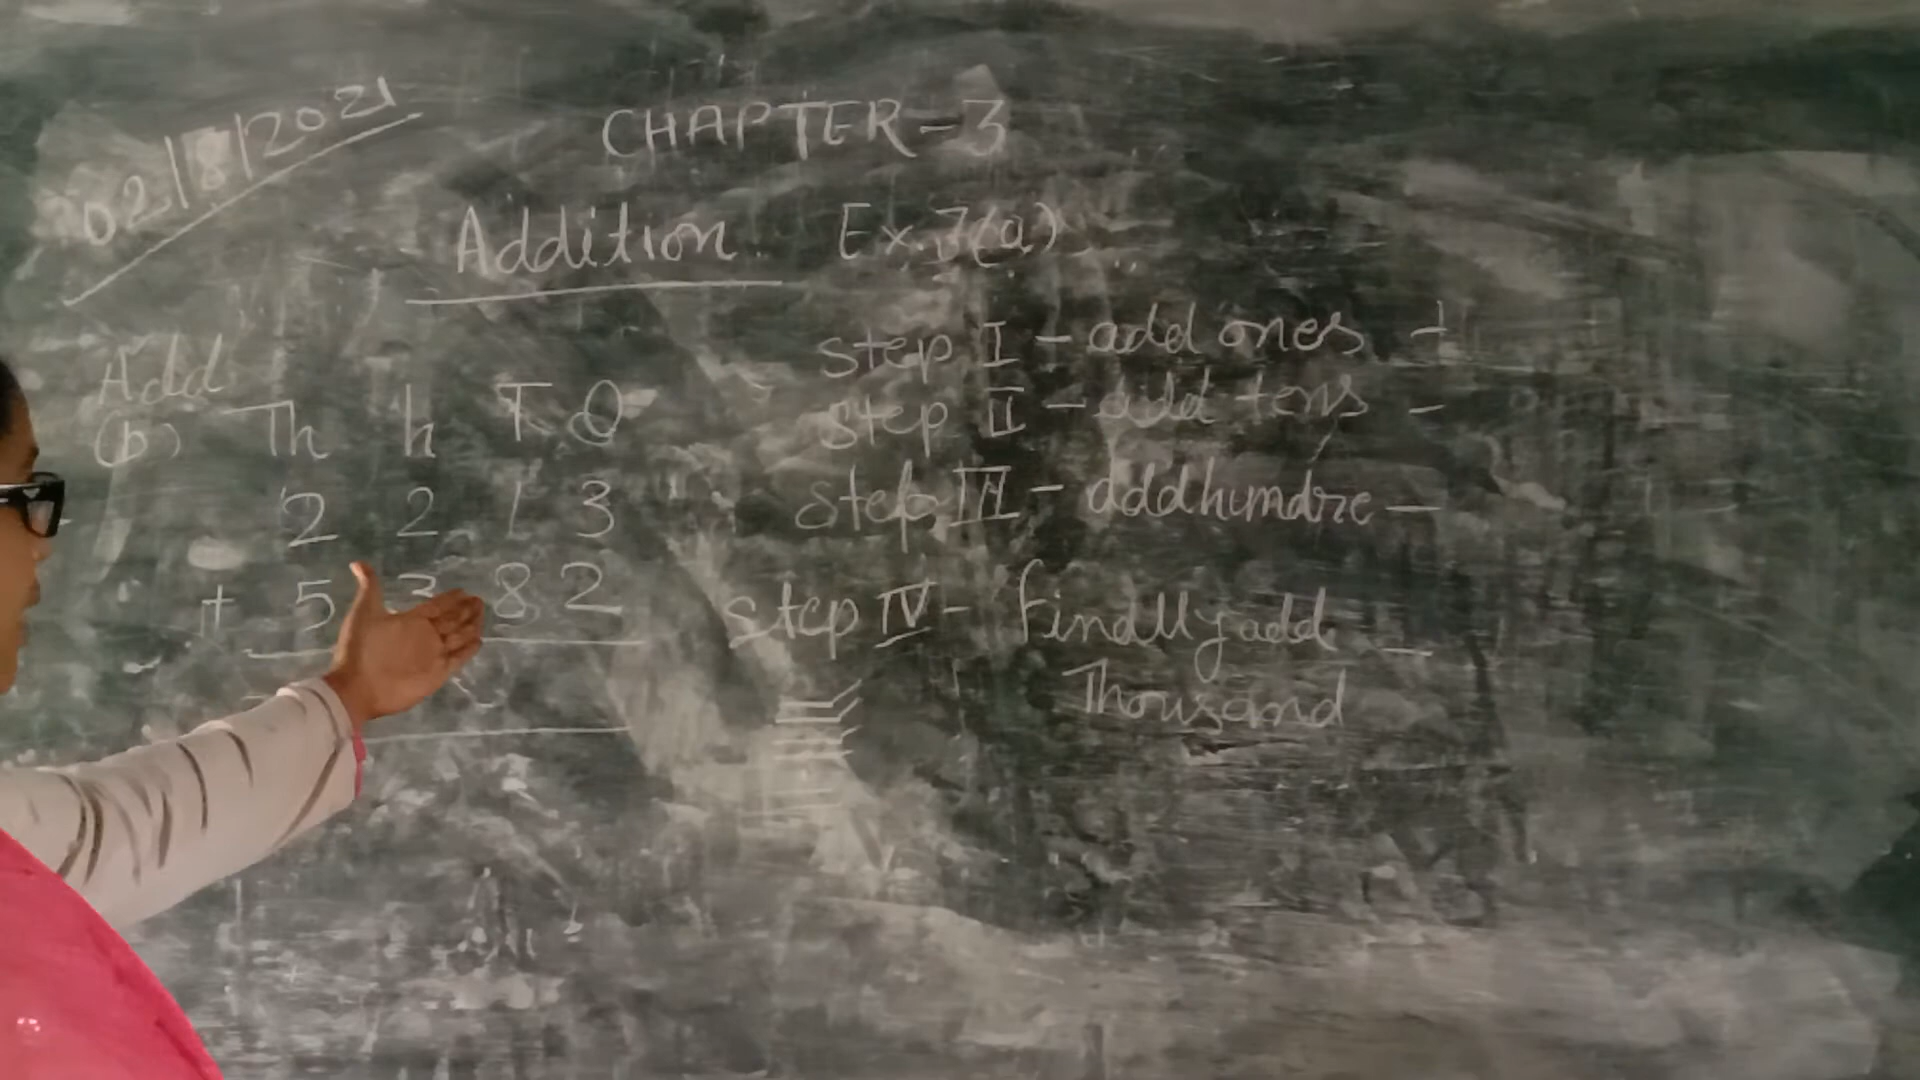 02/8/2021
CHAPTER-3
Addition Ex.7(a)
Add
(b) Th h T O
2 2 1 3
+ 5 3 8 2
Step I - add ones +
Step II - add tens -
Step III - add hundre -
Step IV - finally add -
Thousand